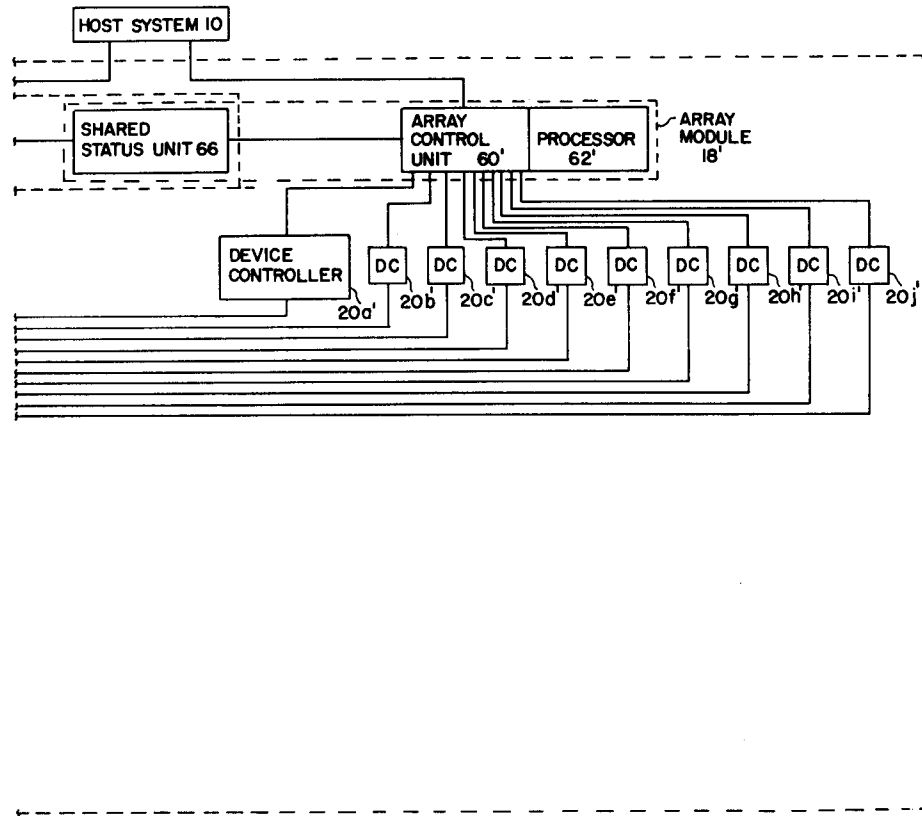 HOST SYSTEM 10
SHARED
STATUS UNIT 66
ARRAY
CONTROL
UNIT 60'
PROCESSOR
62'
ARRAY
MODULE
18'
DEVICE
CONTROLLER
20a'
DC
20b'
DC
20c'
DC
20d'
DC
20e'
DC
20f'
DC
20g'
DC
20h'
DC
20i'
DC
20j'